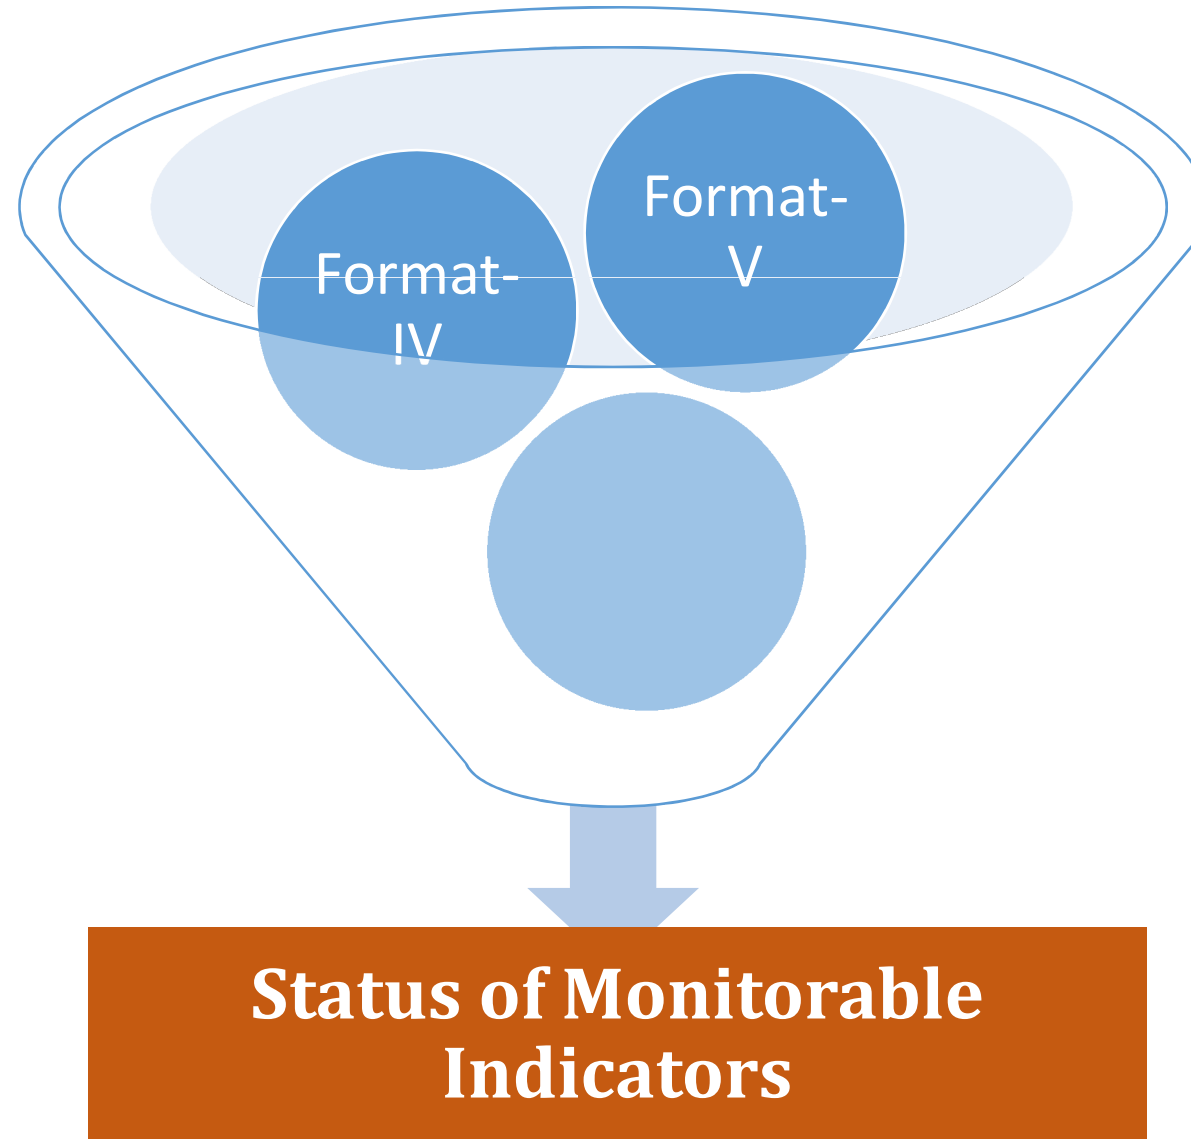 Format-
V
Format-
IV
Status of Monitorable
Indicators